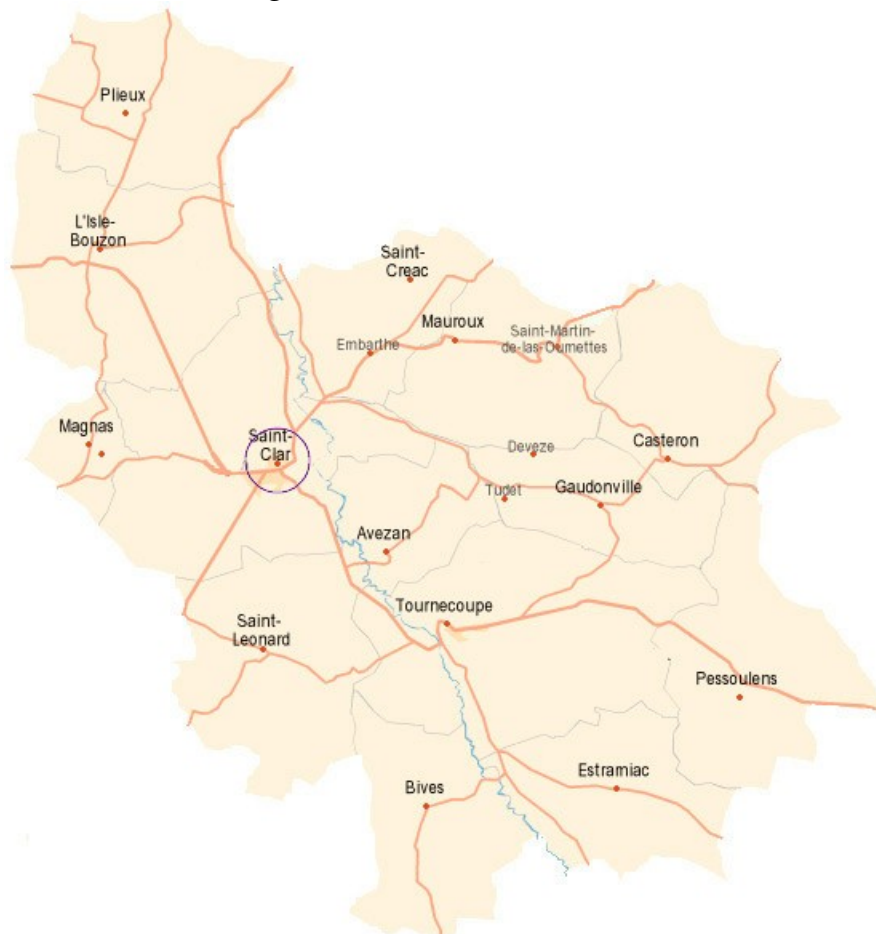 Plieux
L'Isle-
Bouzon
Saint-
Creac
Mauroux
Saint-Martin-
de-las-Oumettes
Embarthe
Magnas
Saint-
Clar
Deveze
Casteron
Tudet
Gaudonville
Avezan
Tournecoupe
Saint-
Leonard
Pessoulens
Estramiac
Bives